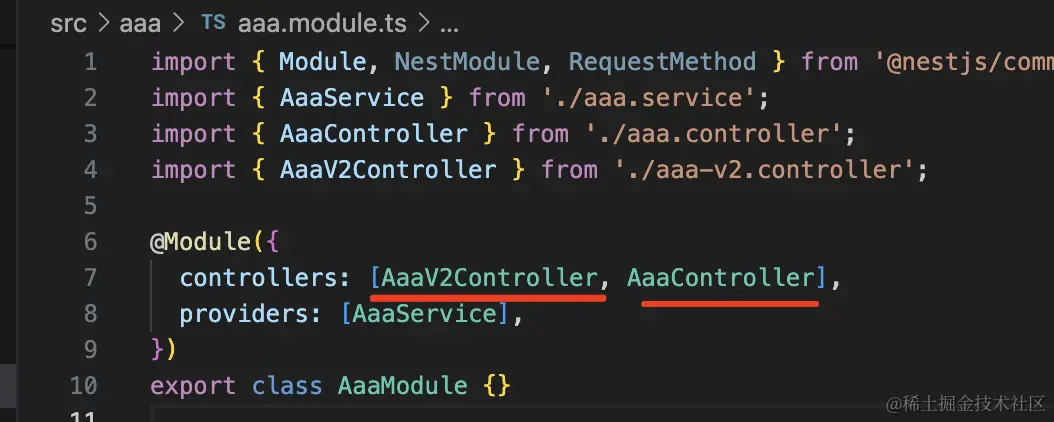 src > aaa > TS aaa.module.ts > ...
1 import { Module, NestModule, RequestMethod } from '@nestjs/comm
2 import { AaaService } from './aaa.service';
3 import { AaaController } from './aaa.controller';
4 import { AaaV2Controller } from './aaa-v2.controller';
5
6 @Module({
7 controllers: [AaaV2Controller, AaaController],
8 providers: [AaaService],
9 })
10 export class AaaModule {}
11
@稀土掘金技术社区